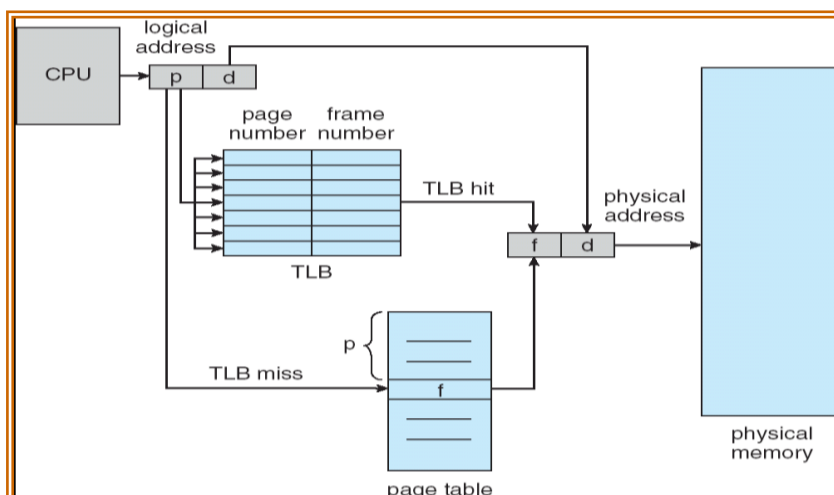 logical
address
CPU
p d
page
number
frame
number
TLB hit
physical
address
f d
TLB
p
TLB miss
f
physical
memory
page table